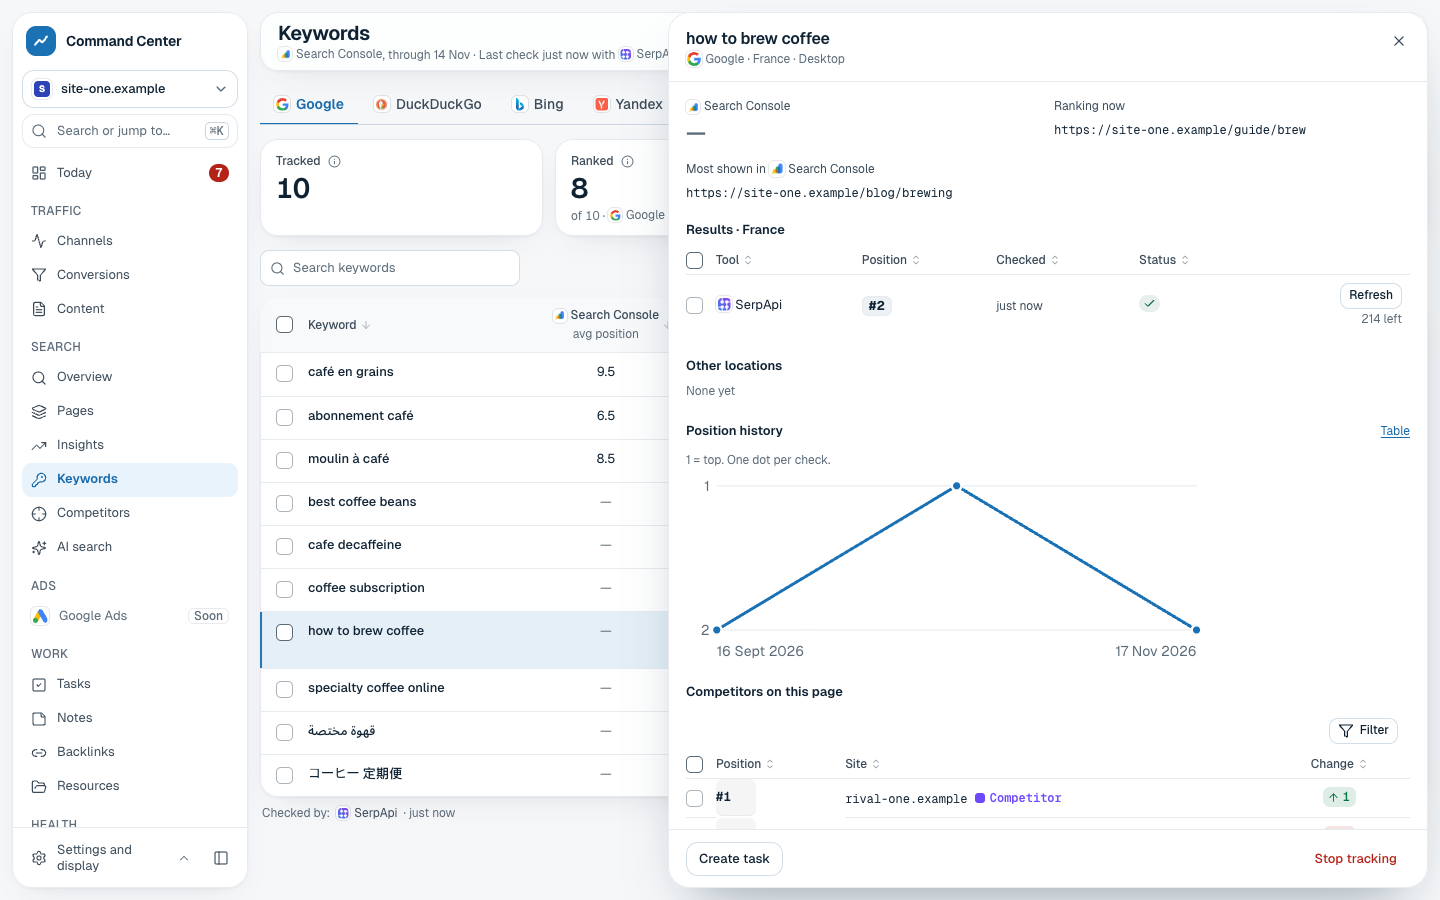 Command Center
S site-one.example
Search or jump to... ⌘K
Today 7
TRAFFIC
Channels
Conversions
Content
SEARCH
Overview
Pages
Insights
Keywords
Competitors
AI search
ADS
Google Ads Soon
WORK
Tasks
Notes
Backlinks
Resources
HEALTH
Settings and
display
Keywords
Search Console, through 14 Nov · Last check just now with SerpA
Google DuckDuckGo Bing Yandex
Tracked
10
Ranked
8
of 10 · Google
Search keywords
Keyword Search Console
avg position
café en grains 9.5
abonnement café 6.5
moulin à café 8.5
best coffee beans —
cafe decaffeine —
coffee subscription —
how to brew coffee —
specialty coffee online —
قهوة مختصة —
コーヒー 定期便 —
Checked by: SerpApi · just now
how to brew coffee
Google · France · Desktop
Search Console
—
Ranking now
https://site-one.example/guide/brew
Most shown in Search Console
https://site-one.example/blog/brewing
Results · France
Tool Position Checked Status
SerpApi #2 just now Refresh
214 left
Other locations
None yet
Position history Table
1 = top. One dot per check.
1
2
16 Sept 2026 17 Nov 2026
Competitors on this page
Filter
Position Site Change
#1 rival-one.example Competitor ↑ 1
Create task Stop tracking